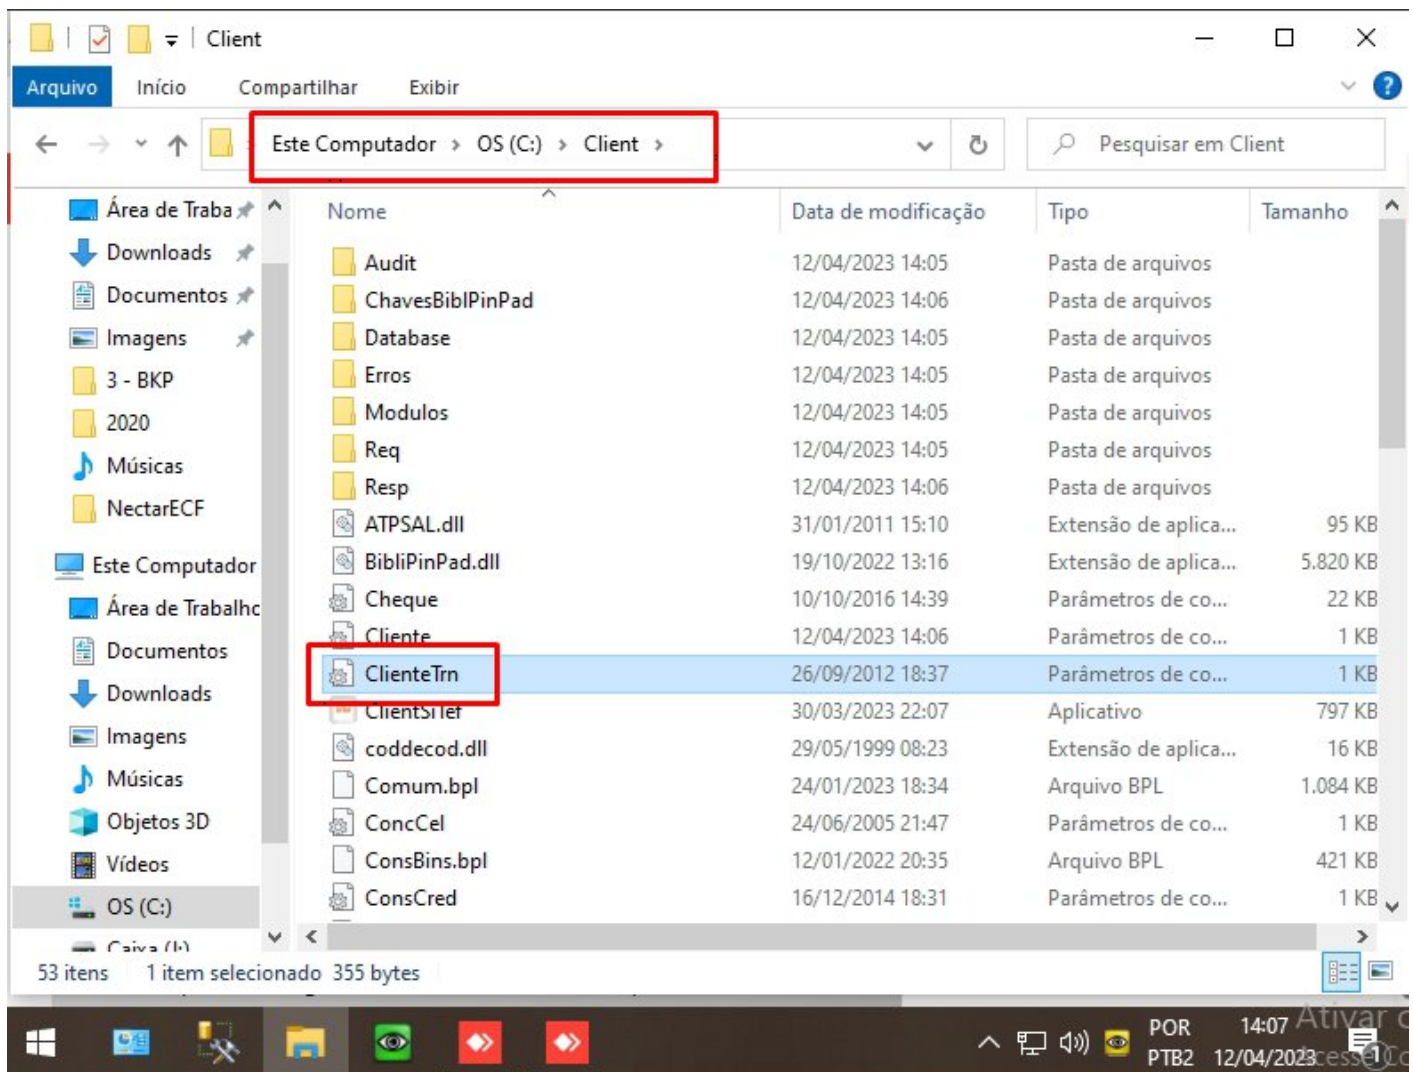 Client
Arquivo Início Compartilhar Exibir
Este Computador OS (C:) Client Pesquisar em Client
Nome Data de modificação Tipo Tamanho
Área de Traba
Downloads
Documentos
Imagens
3 - BKP
2020
Músicas
NectarECF
Este Computador
Área de Trabalhc
Documentos
Downloads
Imagens
Músicas
Objetos 3D
Vídeos
OS (C:)
Caixa (I:)
Audit 12/04/2023 14:05 Pasta de arquivos
ChavesBiblPinPad 12/04/2023 14:06 Pasta de arquivos
Database 12/04/2023 14:05 Pasta de arquivos
Erros 12/04/2023 14:05 Pasta de arquivos
Modulos 12/04/2023 14:05 Pasta de arquivos
Req 12/04/2023 14:05 Pasta de arquivos
Resp 12/04/2023 14:06 Pasta de arquivos
ATPSAL.dll 31/01/2011 15:10 Extensão de aplica... 95 KB
BibliPinPad.dll 19/10/2022 13:16 Extensão de aplica... 5.820 KB
Cheque 10/10/2016 14:39 Parâmetros de co... 22 KB
Cliente 12/04/2023 14:06 Parâmetros de co... 1 KB
ClienteTrn 26/09/2012 18:37 Parâmetros de co... 1 KB
ClientSiTef 30/03/2023 22:07 Aplicativo 797 KB
coddecod.dll 29/05/1999 08:23 Extensão de aplica... 16 KB
Comum.bpl 24/01/2023 18:34 Arquivo BPL 1.084 KB
ConcCel 24/06/2005 21:47 Parâmetros de co... 1 KB
ConsBins.bpl 12/01/2022 20:35 Arquivo BPL 421 KB
ConsCred 16/12/2014 18:31 Parâmetros de co... 1 KB
53 itens 1 item selecionado 355 bytes
POR 14:07 Ativar
PTB2 12/04/2023
1